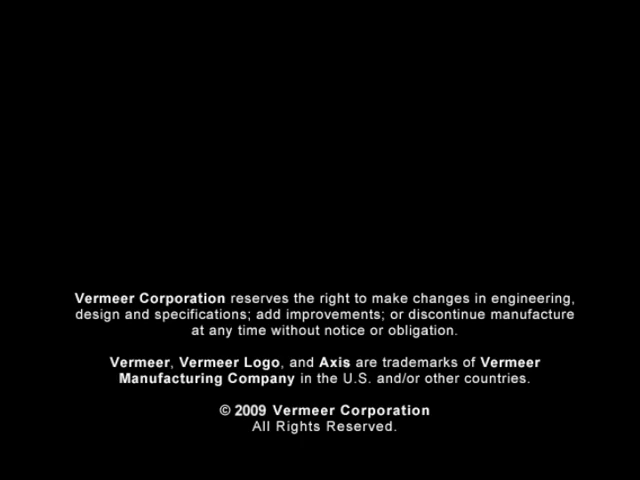 Vermeer Corporation reserves the right to make changes in engineering,
design and specifications; add improvements; or discontinue manufacture
at any time without notice or obligation.
Vermeer, Vermeer Logo, and Axis are trademarks of Vermeer
Manufacturing Company in the U.S. and/or other countries.
© 2009 Vermeer Corporation
All Rights Reserved.